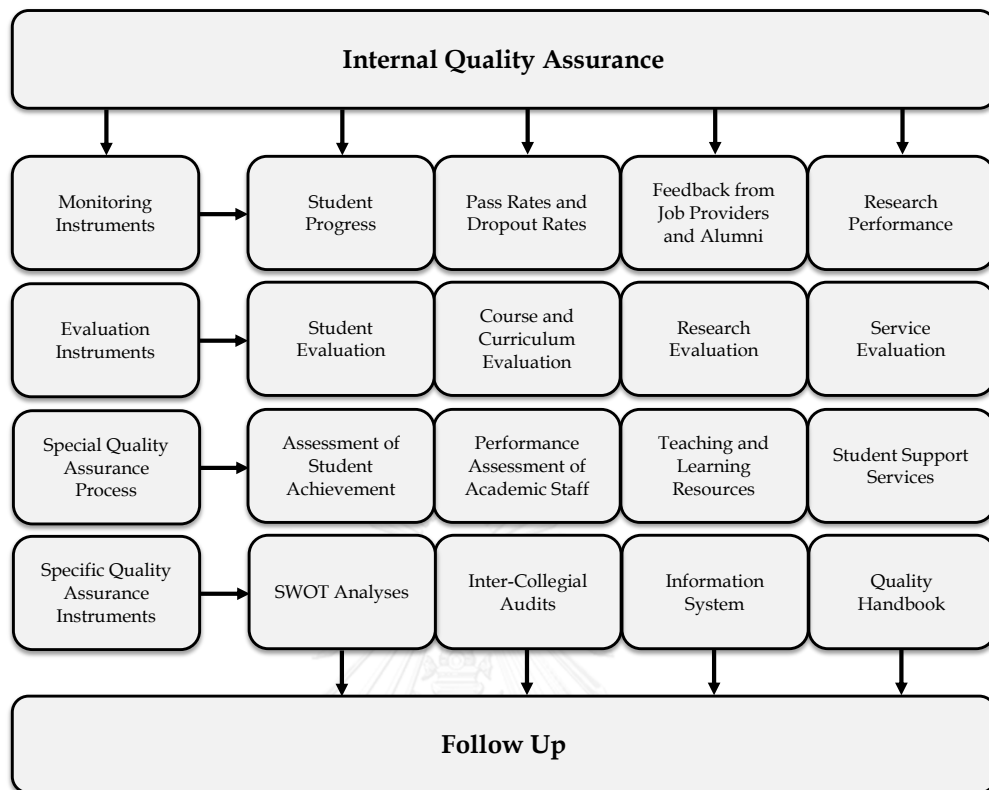 Internal Quality Assurance
Monitoring
Instruments
Student
Progress
Pass Rates and
Dropout Rates
Feedback from
Job Providers
and Alumni
Research
Performance
Evaluation
Instruments
Student
Evaluation
Course and
Curriculum
Evaluation
Research
Evaluation
Service
Evaluation
Special Quality
Assurance
Process
Assessment of
Student
Achievement
Performance
Assessment of
Academic Staff
Teaching and
Learning
Resources
Student Support
Services
Specific Quality
Assurance
Instruments
SWOT Analyses
Inter-Collegial
Audits
Information
System
Quality
Handbook
Follow Up